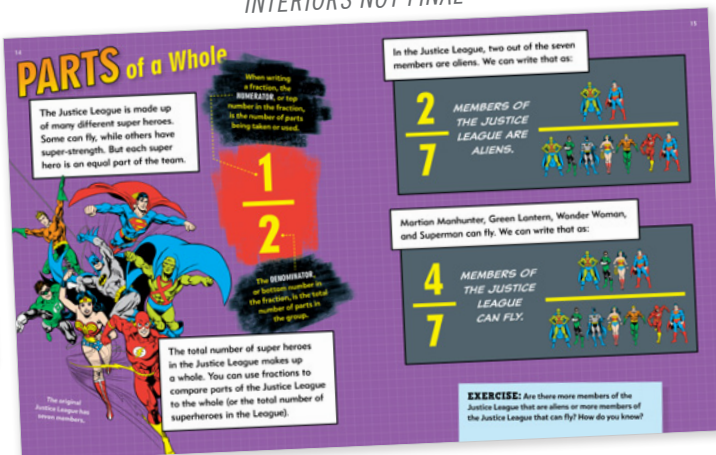 INTERIORS NOT FINAL
14
PARTS of a Whole
The Justice League is made up
of many different super heroes.
Some can fly, while others have
super-strength. But each super
hero is an equal part of the team.
When writing
a fraction, the
NUMERATOR, or top
number in the fraction,
is the number of parts
being taken or used.
1
2
The DENOMINATOR,
or bottom number in
the fraction, is the total
number of parts in
the group.
The total number of super heroes
in the Justice League makes up
a whole. You can use fractions to
compare parts of the Justice League
to the whole (or the total number of
superheroes in the League).
The original
Justice League has
seven members.
15
In the Justice League, two out of the seven
members are aliens. We can write that as:
2
7
MEMBERS OF
THE JUSTICE
LEAGUE ARE
ALIENS.
Martian Manhunter, Green Lantern, Wonder Woman,
and Superman can fly. We can write that as:
4
7
MEMBERS OF
THE JUSTICE
LEAGUE
CAN FLY.
EXERCISE: Are there more members of the
Justice League that are aliens or more members of
the Justice League that can fly? How do you know?